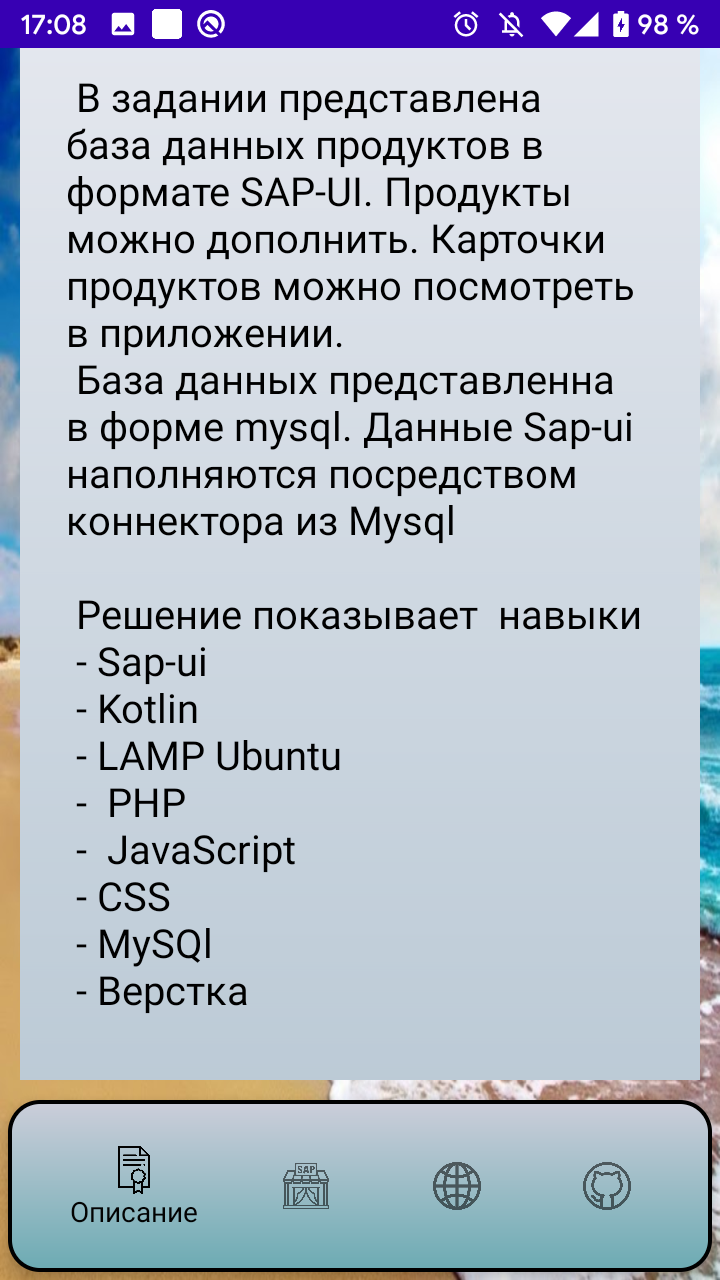 17:08 98 %
В задании представлена
база данных продуктов в
формате SAP-UI. Продукты
можно дополнить. Карточки
продуктов можно посмотреть
в приложении.
База данных представленна
в форме mysql. Данные Sap-ui
наполняются посредством
коннектора из Mysql
Решение показывает  навыки
- Sap-ui
- Kotlin
- LAMP Ubuntu
-  PHP
-  JavaScript
- CSS
- MySQl
- Верстка
SAP
Описание